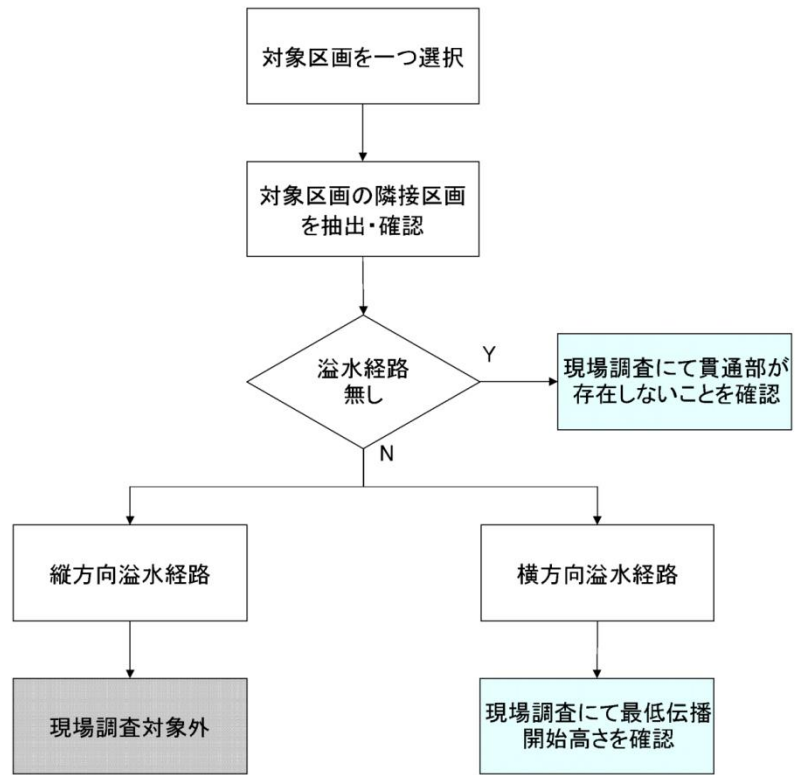 対象区画を一つ選択
対象区画の隣接区画
を抽出・確認
溢水経路
無し
Y
現場調査にて貫通部が
存在しないことを確認
N
縦方向溢水経路
横方向溢水経路
現場調査対象外
現場調査にて最低伝播
開始高さを確認